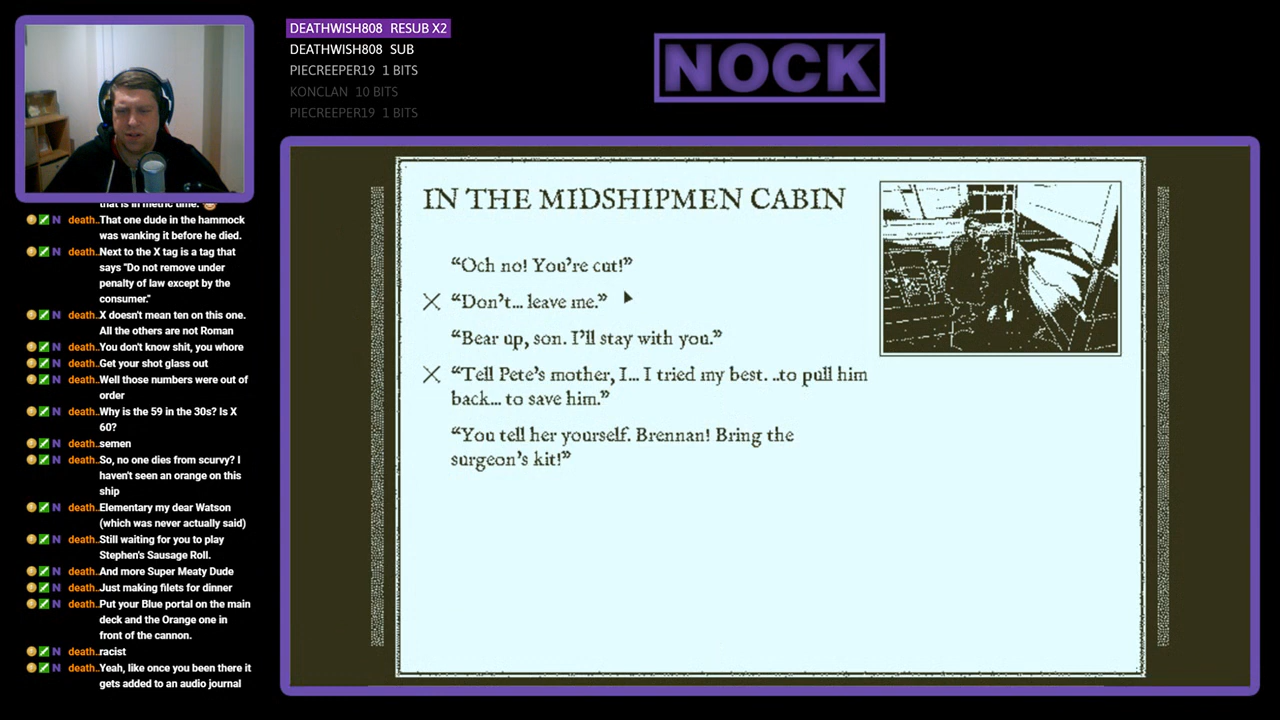 DEATHWISH808 RESUB X2
DEATHWISH808 SUB
PIECREEPER19 1 BITS
KONCLAN 10 BITS
PIECREEPER19 1 BITS
NOCK
that is in metric time.
death.. That one dude in the hammock
was wanking it before he died.
death.. Next to the X tag is a tag that
says "Do not remove under
penalty of law except by the
consumer."
death.. X doesn't mean ten on this one.
All the others are not Roman
death.. You don't know shit, you whore
death.. Get your shot glass out
death.. Well those numbers were out of
order
death.. Why is the 59 in the 30s? Is X
60?
death.. semen
death.. So, no one dies from scurvy? I
haven't seen an orange on this
ship
death.. Elementary my dear Watson
(which was never actually said)
death.. Still waiting for you to play
Stephen's Sausage Roll.
death.. And more Super Meaty Dude
death.. Just making filets for dinner
death.. Put your Blue portal on the main
deck and the Orange one in
front of the cannon.
death.. racist
death.. Yeah, like once you been there it
gets added to an audio journal
IN THE MIDSHIPMEN CABIN
“Och no! You’re cut!”
“Don’t... leave me.”
“Bear up, son. I’ll stay with you.”
“Tell Pete’s mother, I... I tried my best. ..to pull him
back... to save him.”
“You tell her yourself. Brennan! Bring the
surgeon’s kit!”